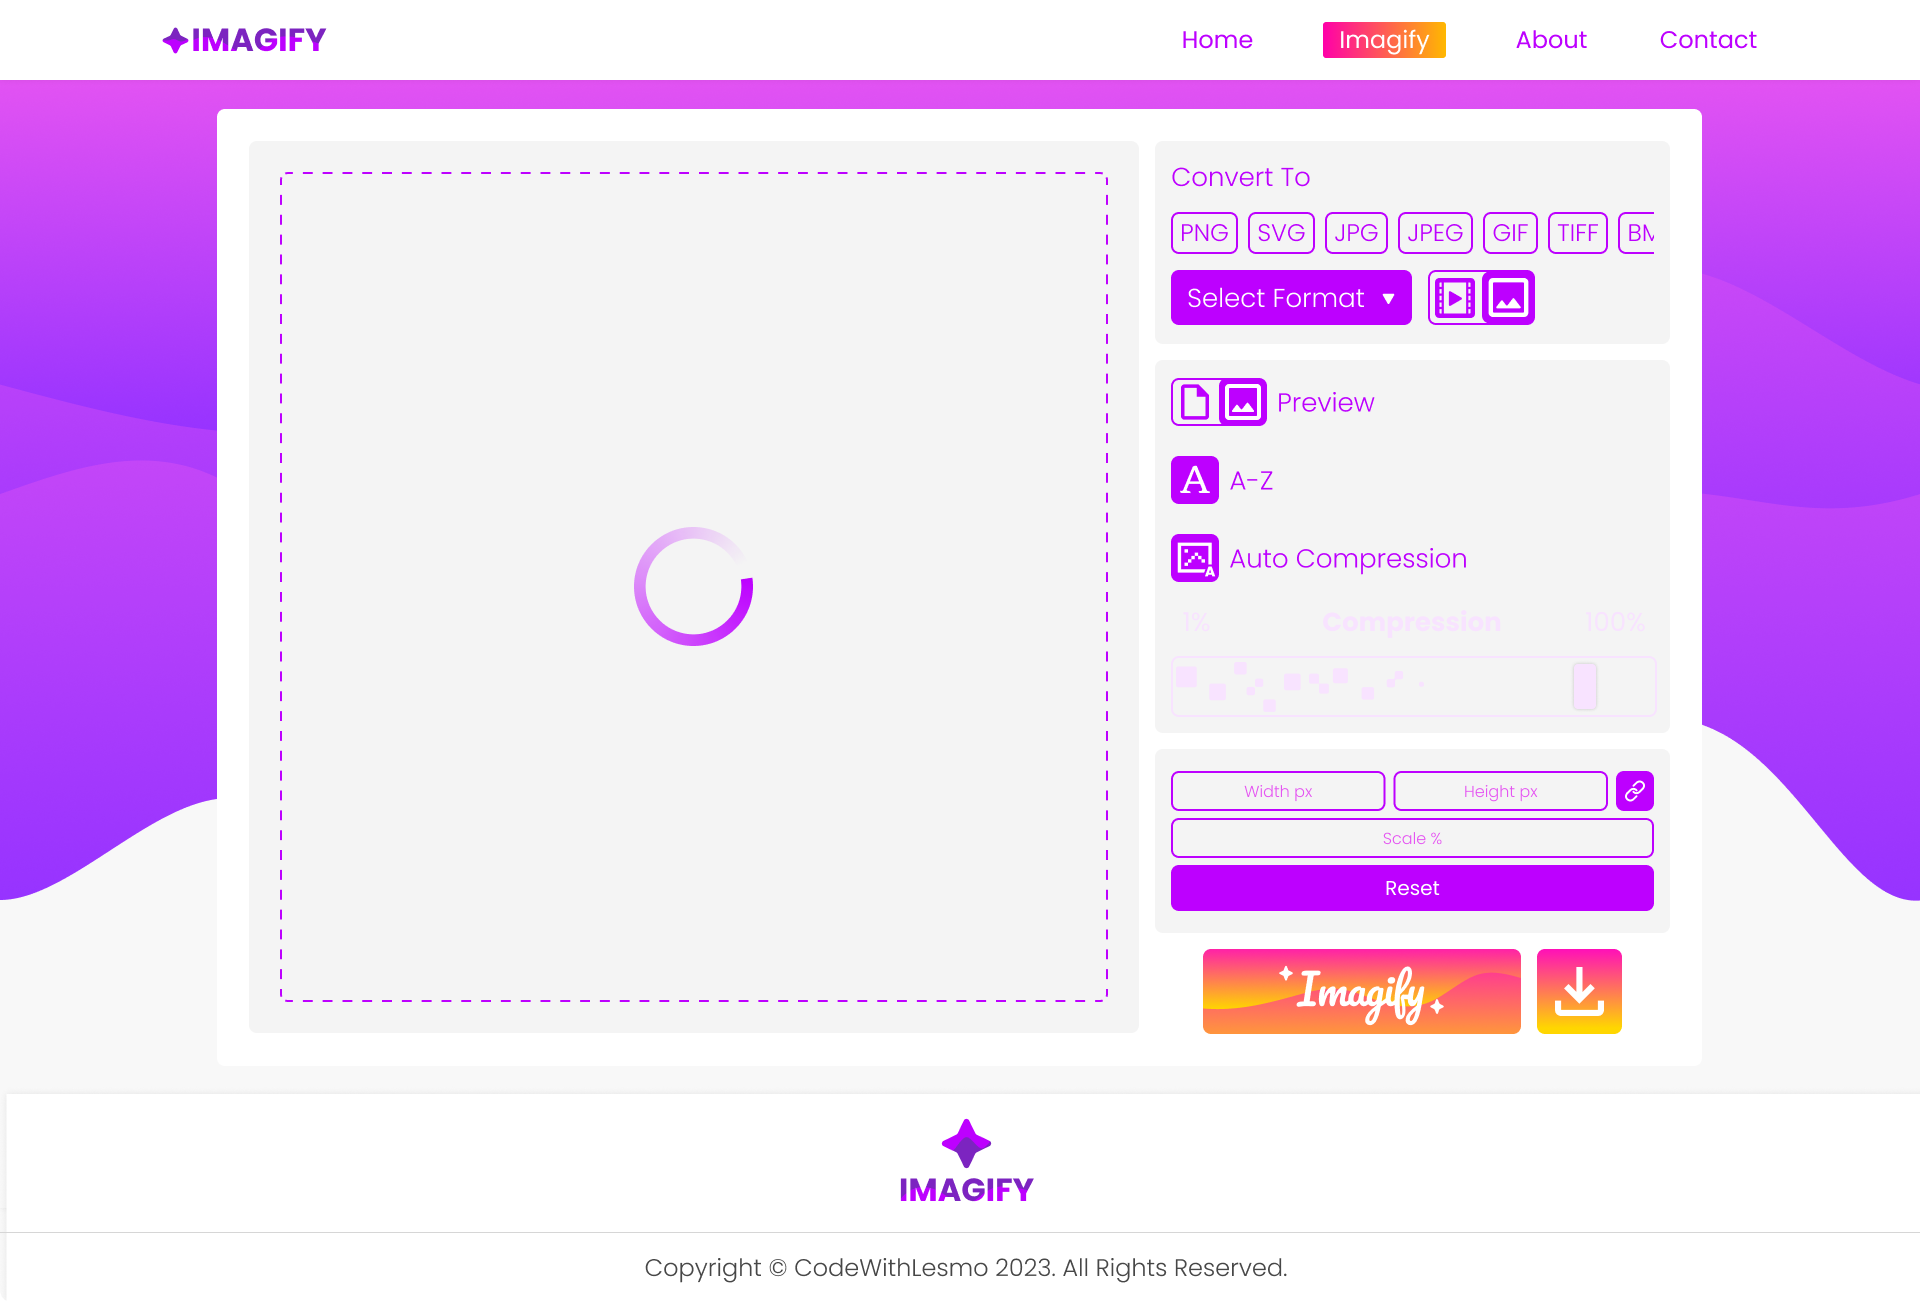 IMAGIFY
Home Imagify About Contact
Convert To
PNG SVG JPG JPEG GIF TIFF BM
Select Format
Preview
A A-Z
A Auto Compression
1% Compression 100%
Width px Height px
Scale %
Reset
Imagify
IMAGIFY
Copyright © CodeWithLesmo 2023. All Rights Reserved.